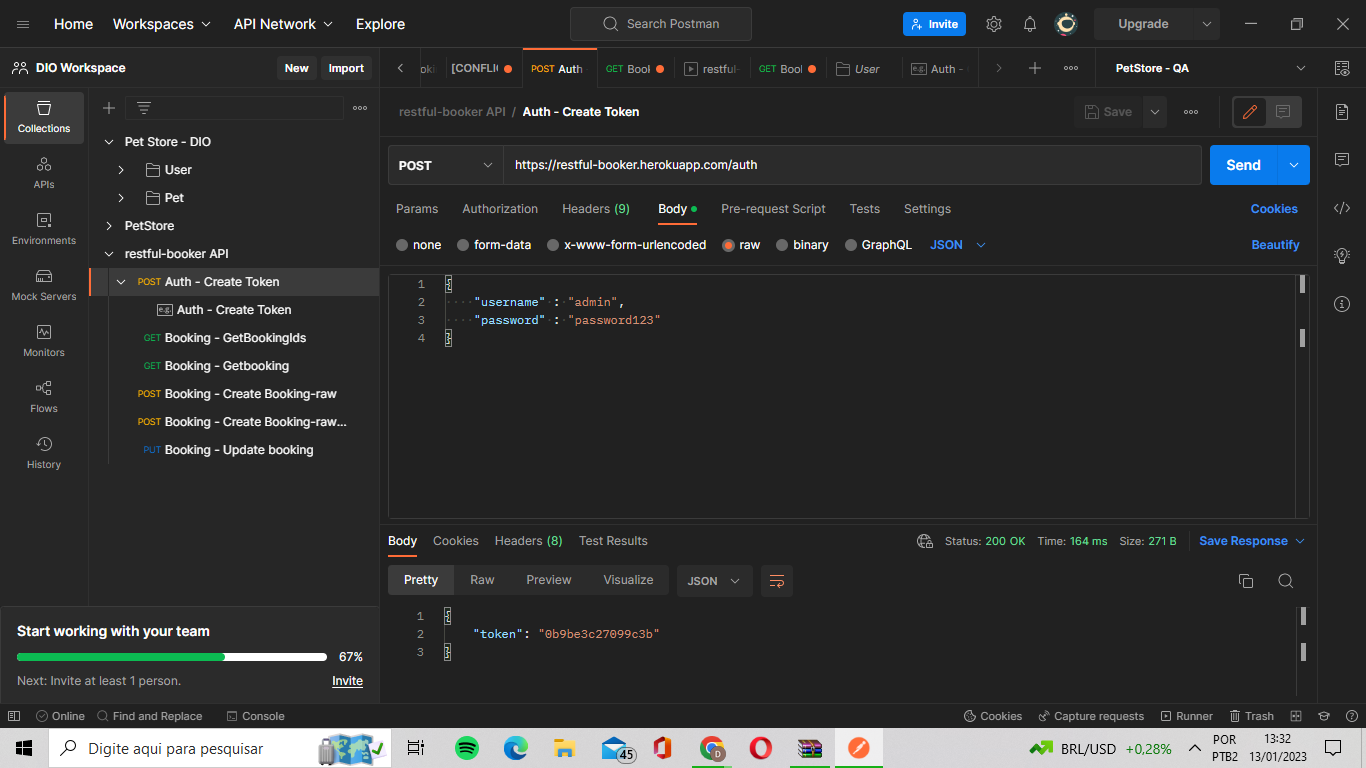 Home Workspaces API Network Explore Search Postman Invite Upgrade
DIO Workspace New Import [CONFLIC POST Auth GET Bool restful- GET Bool User e.g. Auth - PetStore - QA
restful-booker API / Auth - Create Token Save
Collections
APIs
Environments
Mock Servers
Monitors
Flows
History
Pet Store - DIO
User
Pet
PetStore
restful-booker API
POST Auth - Create Token
e.g. Auth - Create Token
GET Booking - GetBookingIds
GET Booking - Getbooking
POST Booking - Create Booking-raw
POST Booking - Create Booking-raw...
PUT Booking - Update booking
POST https://restful-booker.herokuapp.com/auth Send
Params Authorization Headers (9) Body Pre-request Script Tests Settings Cookies
none form-data x-www-form-urlencoded raw binary GraphQL JSON Beautify
1 {
2 "username" : "admin",
3 "password" : "password123"
4 }
Body Cookies Headers (8) Test Results Status: 200 OK Time: 164 ms Size: 271 B Save Response
Pretty Raw Preview Visualize JSON
1 {
2 "token": "0b9be3c27099c3b"
3 }
Start working with your team
67%
Next: Invite at least 1 person. Invite
Online Find and Replace Console Cookies Capture requests Runner Trash
Digite aqui para pesquisar 45 D BRL/USD +0,28% POR 13:32
PTB2 13/01/2023